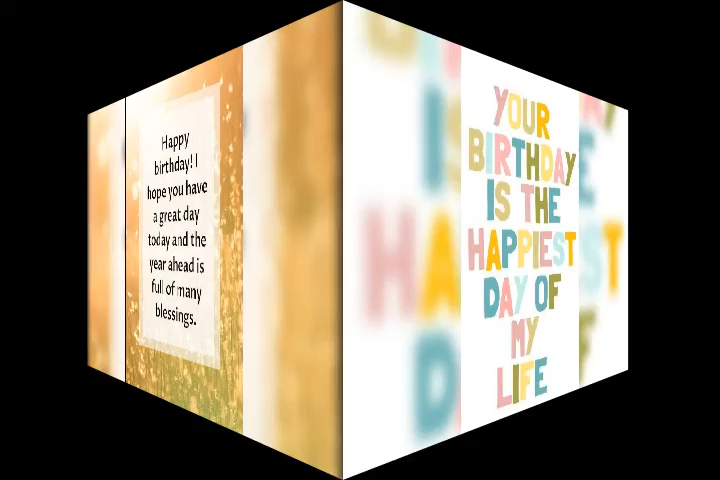 Happy
birthday! I
hope you have
a great day
today and the
year ahead is
full of many
blessings.
YOUR
BIRTHDAY
IS THE
HAPPIEST
DAY OF
MY
LIFE